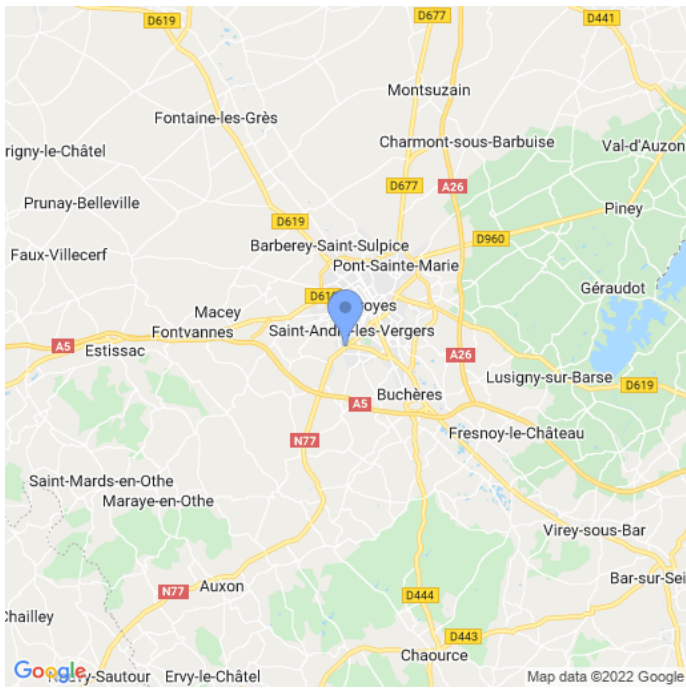 D619
D677
D441
Montsuzain
Fontaine-les-Grès
Charmont-sous-Barbuise
rigny-le-Châtel
Val-d'Auzon
D677
A26
Prunay-Belleville
Piney
D619
D960
Barberey-Saint-Sulpice
Faux-Villecerf
Pont-Sainte-Marie
Géraudot
D61
royes
Macey
Fontvannes
Saint-André-les-Vergers
A5
Estissac
A26
Lusigny-sur-Barse
D619
Buchères
A5
Fresnoy-le-Château
N77
Saint-Mards-en-Othe
Maraye-en-Othe
Virey-sous-Bar
Bar-sur-Sei
N77
Auxon
D444
Chailley
D443
Chaource
Google
y-Sautour
Ervy-le-Châtel
Map data ©2022 Google